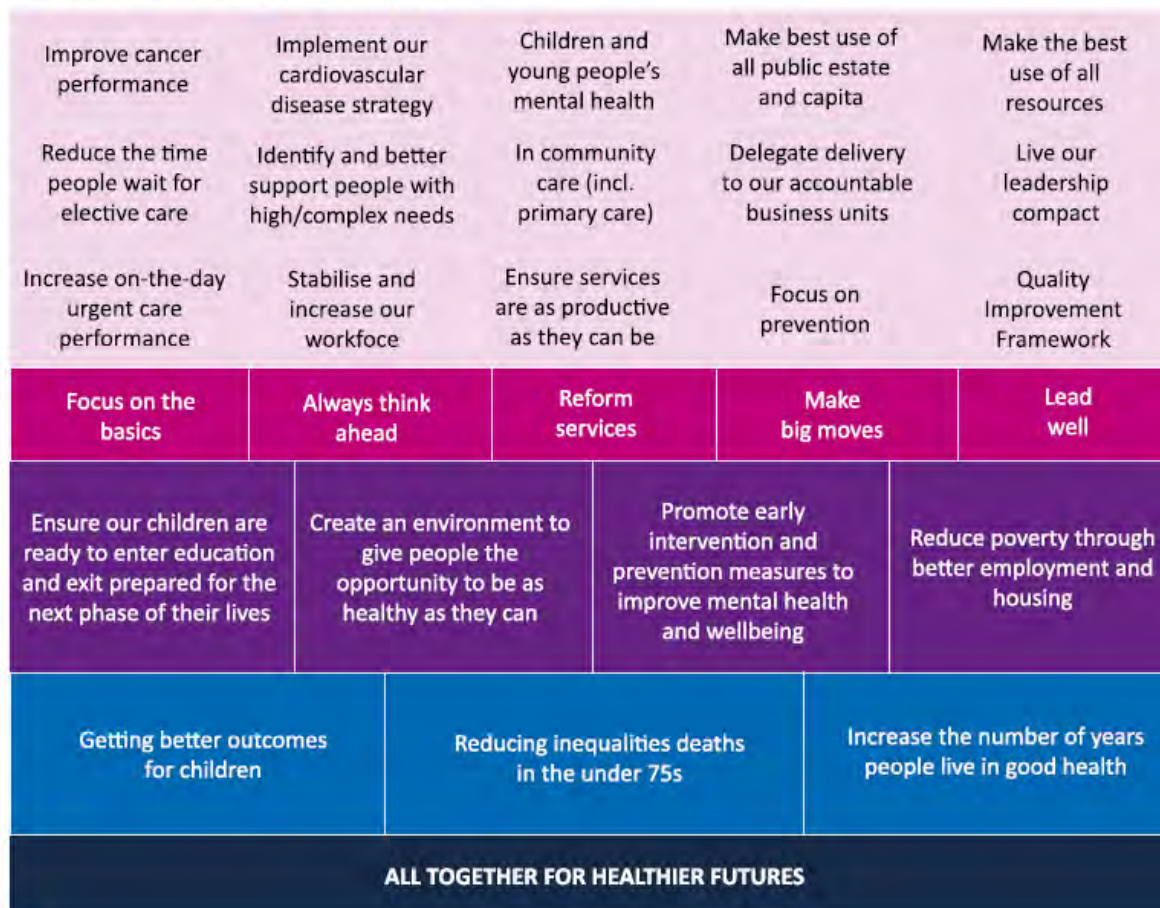 Improve cancer
performance
Implement our
cardiovascular
disease strategy
Children and
young people's
mental health
Make best use of
all public estate
and capita
Make the best
use of all
resources
Reduce the time
people wait for
elective care
Identify and better
support people with
high/complex needs
In community
care (incl.
primary care)
Delegate delivery
to our accountable
business units
Live our
leadership
compact
Increase on-the-day
urgent care
performance
Stabilise and
increase our
workfoce
Ensure services
are as productive
as they can be
Focus on
prevention
Quality
Improvement
Framework
Focus on the
basics
Always think
ahead
Reform
services
Make
big moves
Lead
well
Ensure our children are
ready to enter education
and exit prepared for the
next phase of their lives
Create an environment to
give people the
opportunity to be as
healthy as they can
Promote early
intervention and
prevention measures to
improve mental health
and wellbeing
Reduce poverty through
better employment and
housing
Getting better outcomes
for children
Reducing inequalities deaths
in the under 75s
Increase the number of years
people live in good health
ALL TOGETHER FOR HEALTHIER FUTURES